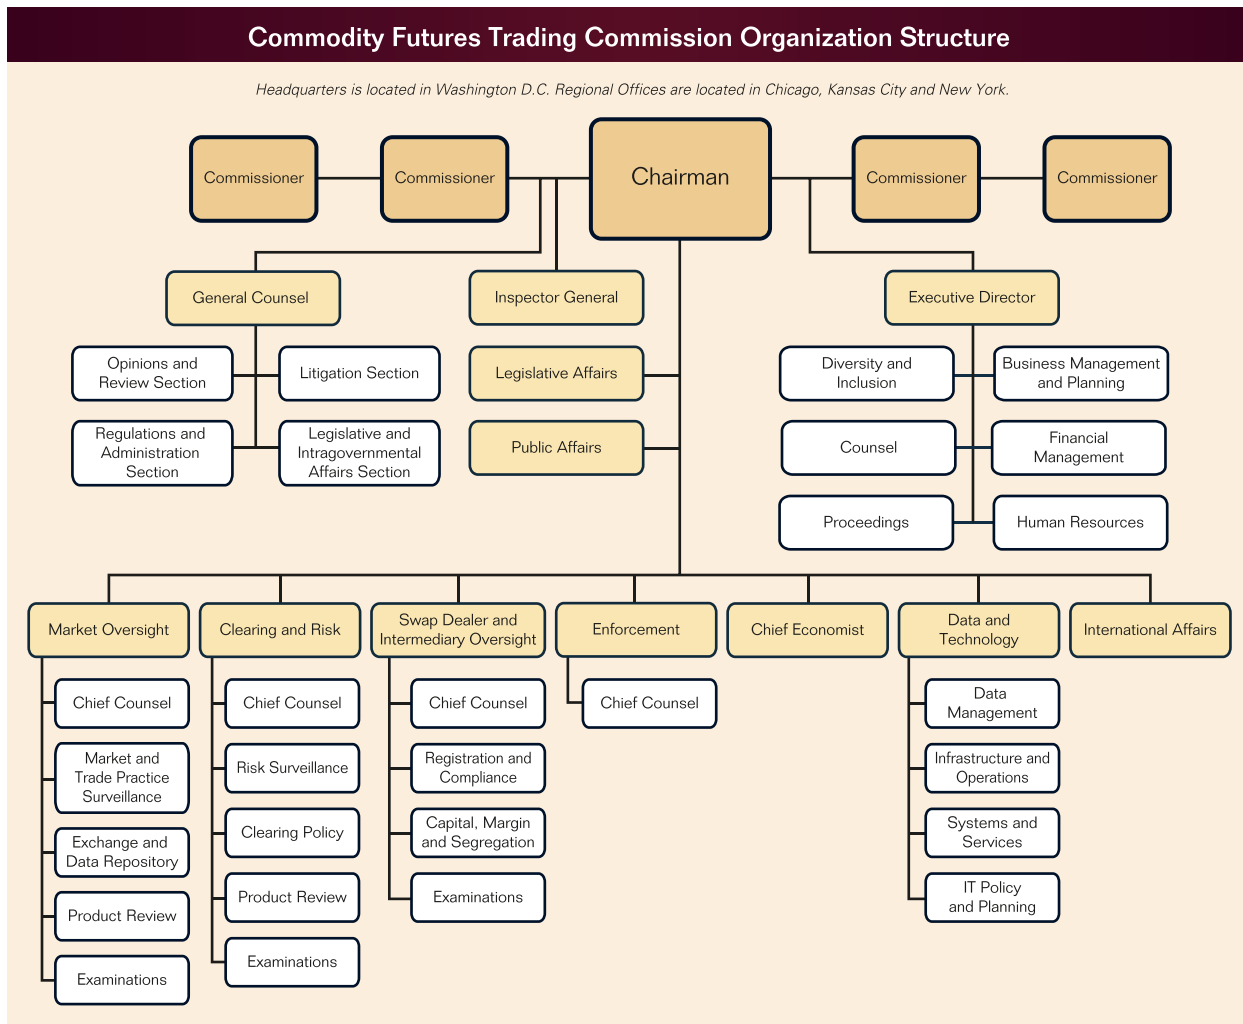 Commodity Futures Trading Commission Organization Structure
Headquarters is located in Washington D.C. Regional Offices are located in Chicago, Kansas City and New York.
Commissioner
Commissioner
Chairman
Commissioner
Commissioner
General Counsel
Inspector General
Executive Director
Opinions and
Review Section
Litigation Section
Regulations and
Administration
Section
Legislative and
Intragovernmental
Affairs Section
Legislative Affairs
Public Affairs
Diversity and
Inclusion
Business Management
and Planning
Counsel
Financial
Management
Proceedings
Human Resources
Market Oversight
Clearing and Risk
Swap Dealer and
Intermediary Oversight
Enforcement
Chief Economist
Data and
Technology
International Affairs
Chief Counsel
Market and
Trade Practice
Surveillance
Exchange and
Data Repository
Product Review
Examinations
Chief Counsel
Risk Surveillance
Clearing Policy
Product Review
Examinations
Chief Counsel
Registration and
Compliance
Capital, Margin
and Segregation
Examinations
Chief Counsel
Data
Management
Infrastructure and
Operations
Systems and
Services
IT Policy
and Planning